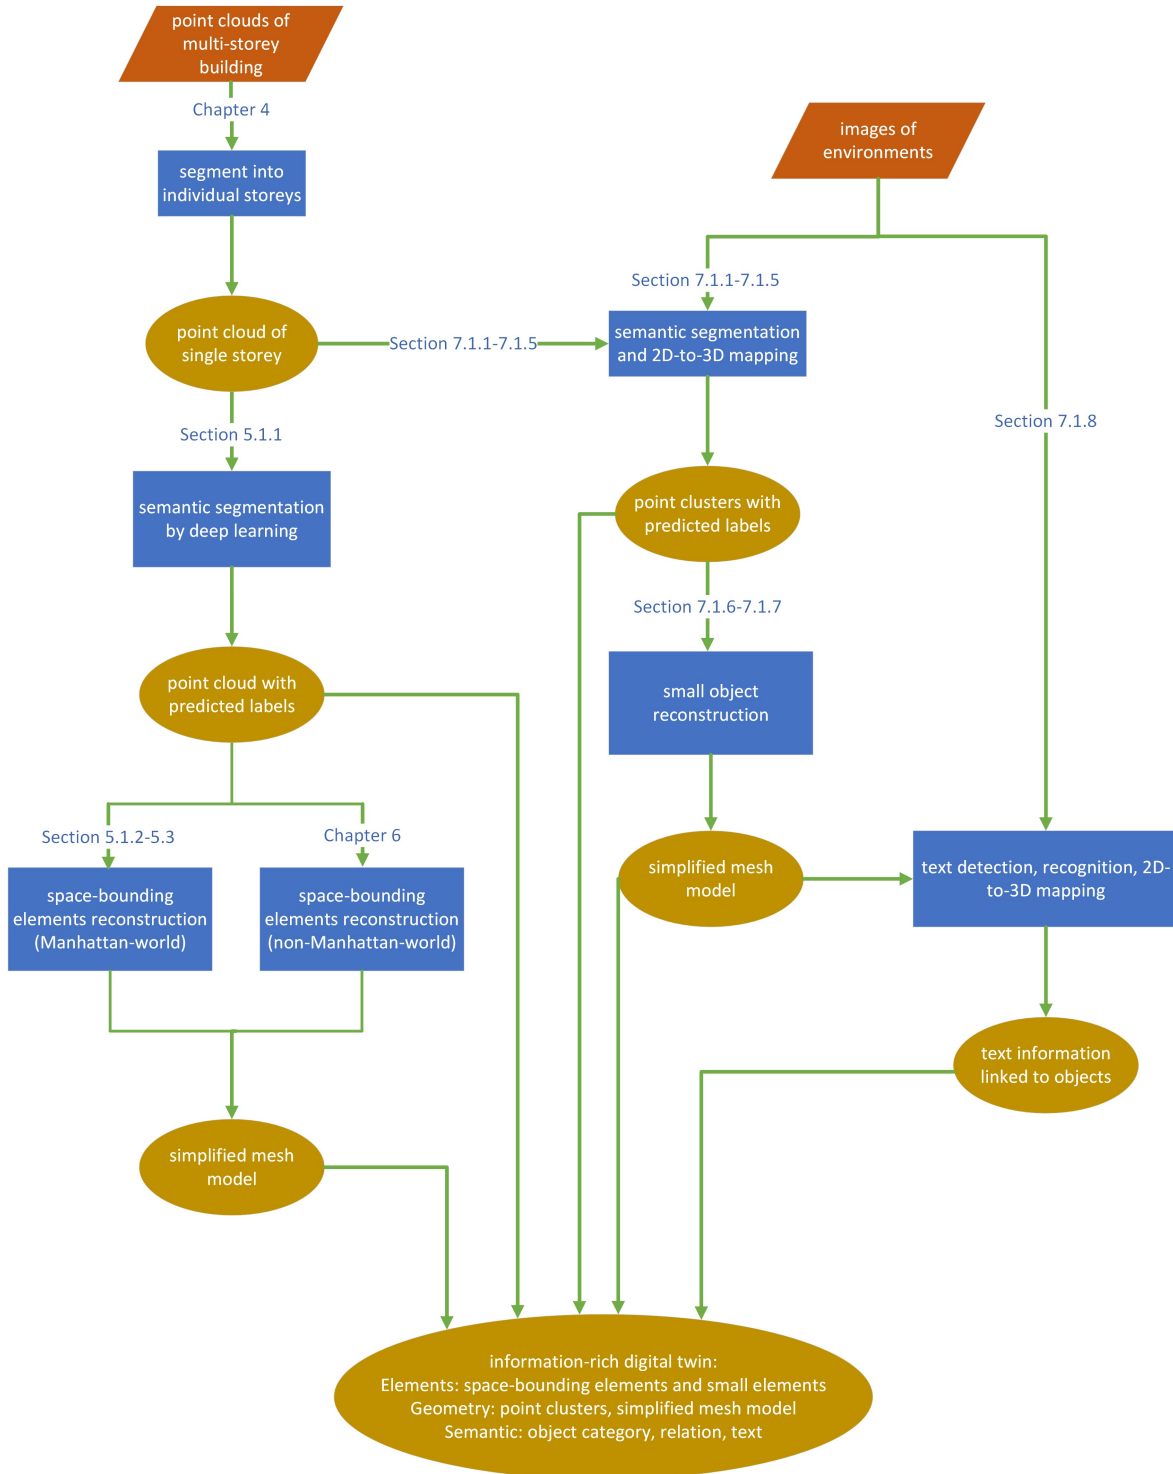 point clouds of
multi-storey
building
Chapter 4
segment into
individual storeys
point cloud of
single storey
Section 7.1.1-7.1.5
Section 5.1.1
semantic segmentation
by deep learning
point cloud with
predicted labels
Section 5.1.2-5.3
Chapter 6
space-bounding
elements reconstruction
(Manhattan-world)
space-bounding
elements reconstruction
(non-Manhattan-world)
simplified mesh
model
images of
environments
Section 7.1.1-7.1.5
semantic segmentation
and 2D-to-3D mapping
Section 7.1.8
point clusters with
predicted labels
Section 7.1.6-7.1.7
small object
reconstruction
simplified mesh
model
text detection, recognition, 2D-
to-3D mapping
text information
linked to objects
information-rich digital twin:
Elements: space-bounding elements and small elements
Geometry: point clusters, simplified mesh model
Semantic: object category, relation, text